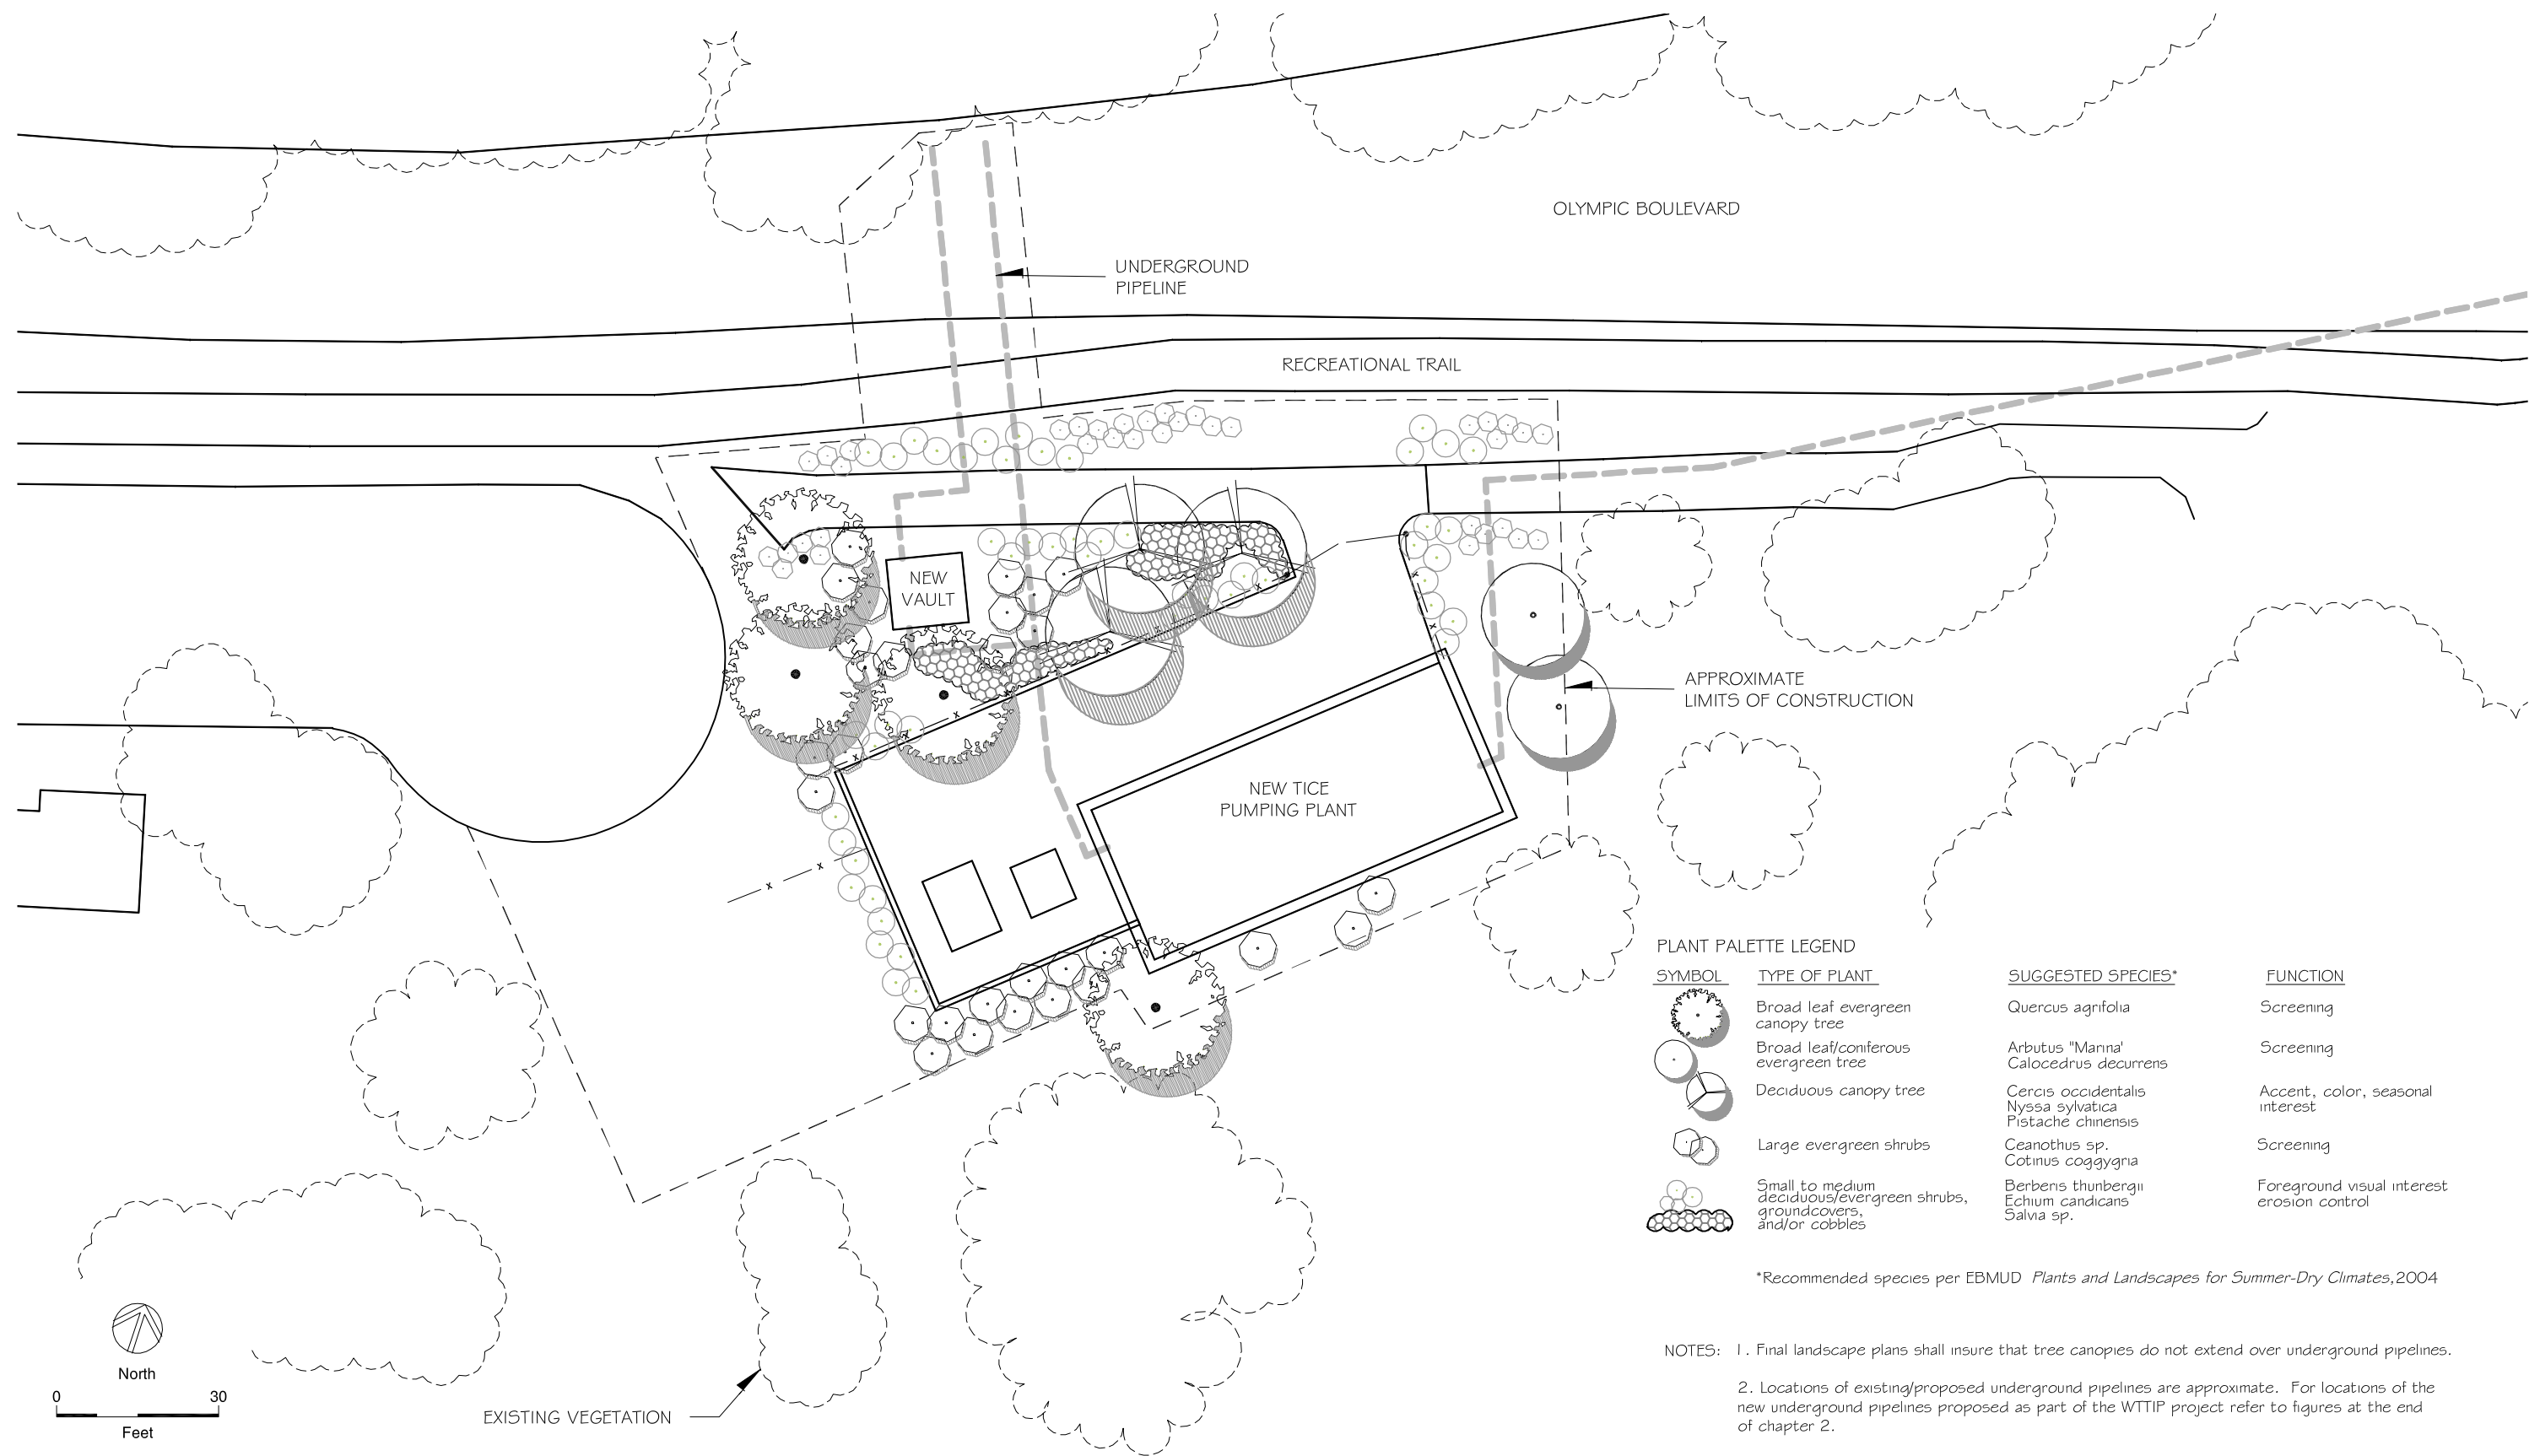 OLYMPIC BOULEVARD
UNDERGROUND
PIPELINE
RECREATIONAL TRAIL
NEW
VAULT
APPROXIMATE
LIMITS OF CONSTRUCTION
NEW TICE
PUMPING PLANT
PLANT PALETTE LEGEND
SYMBOL TYPE OF PLANT SUGGESTED SPECIES* FUNCTION
Broad leaf evergreen
canopy tree
Quercus agrifolia
Screening
Broad leaf/coniferous
evergreen tree
Arbutus "Marina'
Calocedrus decurrens
Screening
Deciduous canopy tree
Cercis occidentalis
Nyssa sylvatica
Pistache chinensis
Accent, color, seasonal
interest
Large evergreen shrubs
Ceanothus sp.
Cotinus coggygria
Screening
Small to medium
deciduous/evergreen shrubs,
groundcovers,
and/or cobbles
Berberis thunbergii
Echium candicans
Salvia sp.
Foreground visual interest
erosion control
*Recommended species per EBMUD Plants and Landscapes for Summer-Dry Climates, 2004
NOTES: 1. Final landscape plans shall insure that tree canopies do not extend over underground pipelines.
2. Locations of existing/proposed underground pipelines are approximate. For locations of the
new underground pipelines proposed as part of the WTTIP project refer to figures at the end
of chapter 2.
North
0 30
Feet
EXISTING VEGETATION